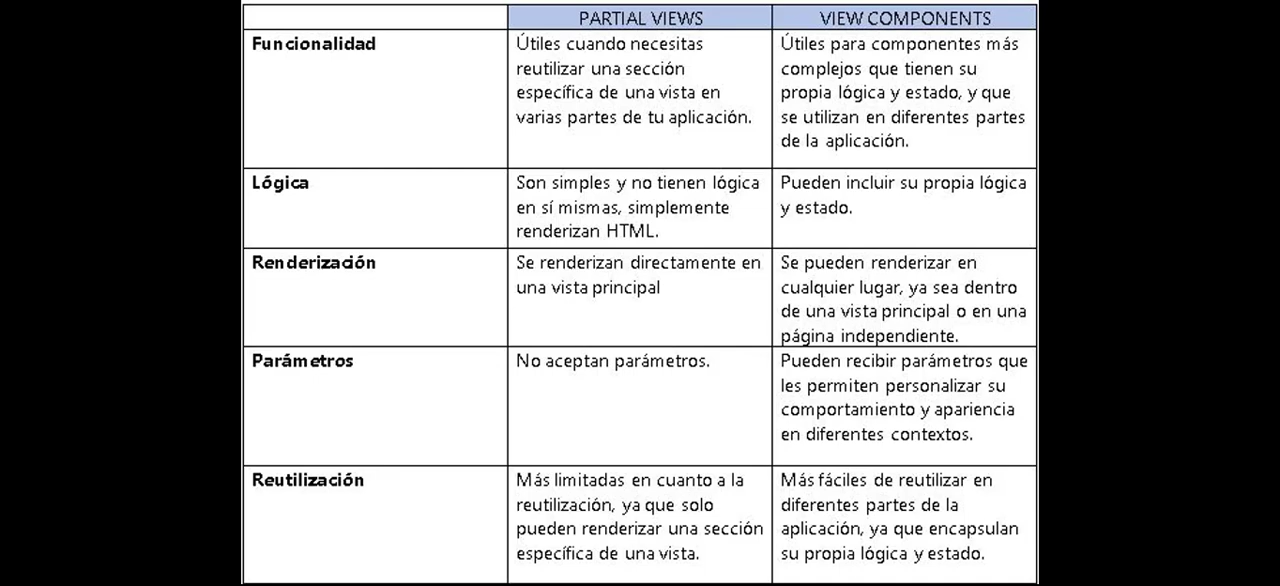 PARTIAL VIEWS
VIEW COMPONENTS
Funcionalidad
Útiles cuando necesitas
reutilizar una sección
específica de una vista en
varias partes de tu aplicación.
Útiles para componentes más
complejos que tienen su
propia lógica y estado, y que
se utilizan en diferentes partes
de la aplicación.
Lógica
Son simples y no tienen lógica
en sí mismas, simplemente
renderizan HTML.
Pueden incluir su propia lógica
y estado.
Renderización
Se renderizan directamente en
una vista principal
Se pueden renderizar en
cualquier lugar, ya sea dentro
de una vista principal o en una
página independiente.
Parámetros
No aceptan parámetros.
Pueden recibir parámetros que
les permiten personalizar su
comportamiento y apariencia
en diferentes contextos.
Reutilización
Más limitadas en cuanto a la
reutilización, ya que solo
pueden renderizar una sección
específica de una vista.
Más fáciles de reutilizar en
diferentes partes de la
aplicación, ya que encapsulan
su propia lógica y estado.